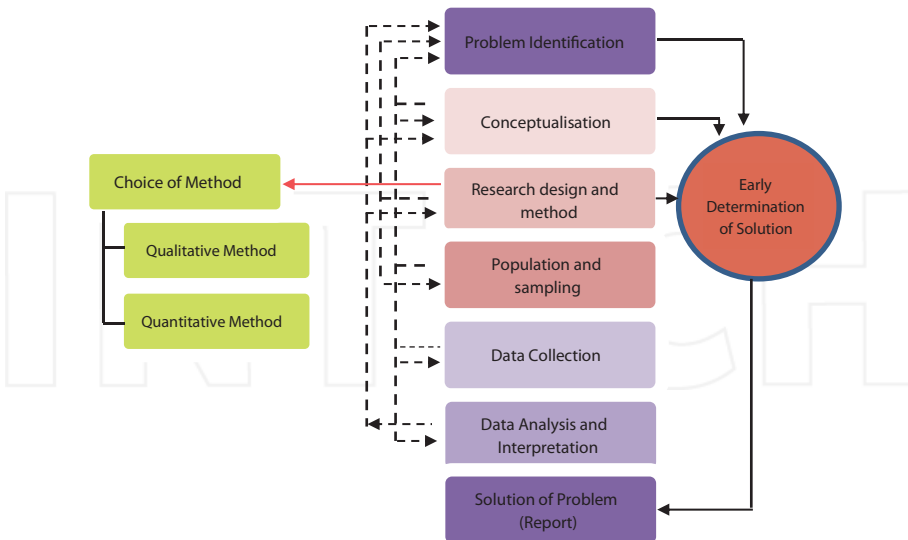 Problem Identification
Conceptualisation
Choice of Method
Research design and
method
Early
Determination
of Solution
Qualitative Method
Population and
sampling
Quantitative Method
Data Collection
Data Analysis and
Interpretation
Solution of Problem
(Report)